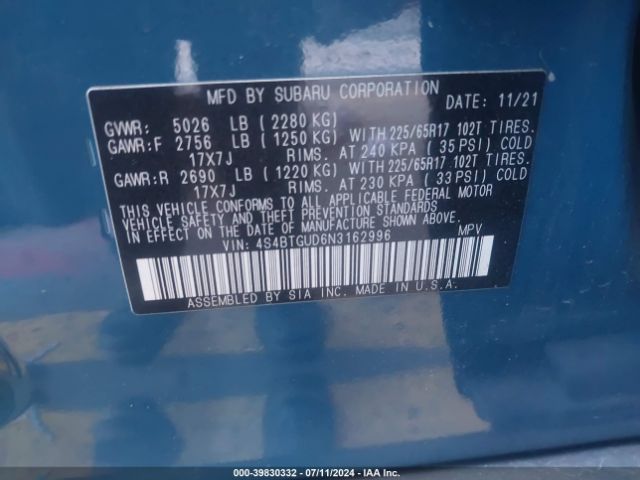 MFD BY SUBARU CORPORATION
DATE: 11/21
GVWR: 5026 LB ( 2280 KG)
GAWR:F 2756 LB ( 1250 KG) WITH 225/65R17 102T TIRES.
17X7J RIMS. AT 240 KPA ( 35 PSI) COLD
GAWR:R 2690 LB ( 1220 KG) WITH 225/65R17 102T TIRES.
17X7J RIMS. AT 230 KPA ( 33 PSI) COLD
THIS VEHICLE CONFORMS TO ALL APPLICABLE FEDERAL MOTOR
VEHICLE SAFETY AND THEFT PREVENTION STANDARDS
IN EFFECT ON THE DATE OF MANUFACTURE SHOWN ABOVE.
VIN: 4S4BTGUD6N3162996 MPV
ASSEMBLED BY SIA INC. MADE IN U.S.A.
000-39830332 - 07/11/2024 - IAA Inc.